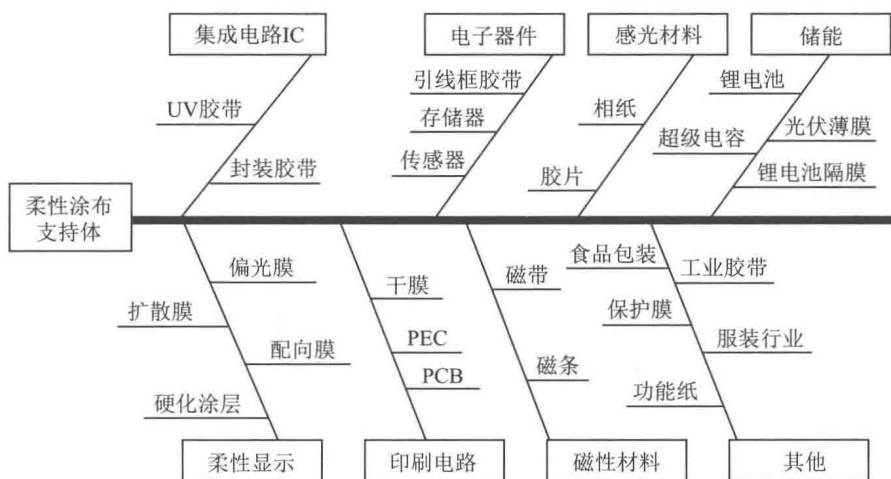 集成电路IC
电子器件
感光材料
储能
引线框胶带
锂电池
UV胶带
存储器
相纸
光伏薄膜
超级电容
传感器
封装胶带
胶片
锂电池隔膜
柔性涂布
支持体
偏光膜
食品包装
工业胶带
干膜
磁带
扩散膜
保护膜
PEC
服装行业
配向膜
磁条
PCB
功能纸
硬化涂层
柔性显示
印刷电路
磁性材料
其他